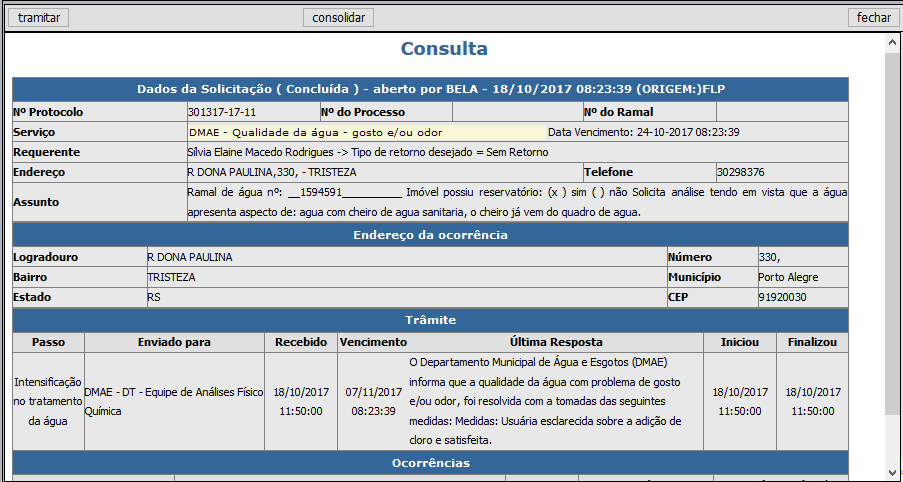 tramitar consolidar fechar
Consulta
Dados da Solicitação ( Concluída ) - aberto por BELA - 18/10/2017 08:23:39 (ORIGEM:)FLP
Nº Protocolo 301317-17-11 Nº do Processo Nº do Ramal
Serviço DMAE - Qualidade da água - gosto e/ou odor Data Vencimento: 24-10-2017 08:23:39
Requerente Sílvia Elaine Macedo Rodrigues -> Tipo de retorno desejado = Sem Retorno
Endereço R DONA PAULINA,330, - TRISTEZA Telefone 30298376
Assunto Ramal de água nº: __1594591_________ Imóvel possiu reservatório: (x ) sim ( ) não Solicita análise tendo em vista que a água
apresenta aspecto de: agua com cheiro de agua sanitaria, o cheiro já vem do quadro de agua.
Endereço da ocorrência
Logradouro R DONA PAULINA Número 330,
Bairro TRISTEZA Município Porto Alegre
Estado RS CEP 91920030
Trâmite
Passo Enviado para Recebido Vencimento Última Resposta Iniciou Finalizou
Intensificação no tratamento da água
DMAE - DT - Equipe de Análises Físico Química
18/10/2017 11:50:00
07/11/2017 08:23:39
O Departamento Municipal de Água e Esgotos (DMAE)
informa que a qualidade da água com problema de gosto
e/ou odor, foi resolvida com a tomadas das seguintes
medidas: Medidas: Usuária esclarecida sobre a adição de
cloro e satisfeita.
18/10/2017 11:50:00
18/10/2017 11:50:00
Ocorrências